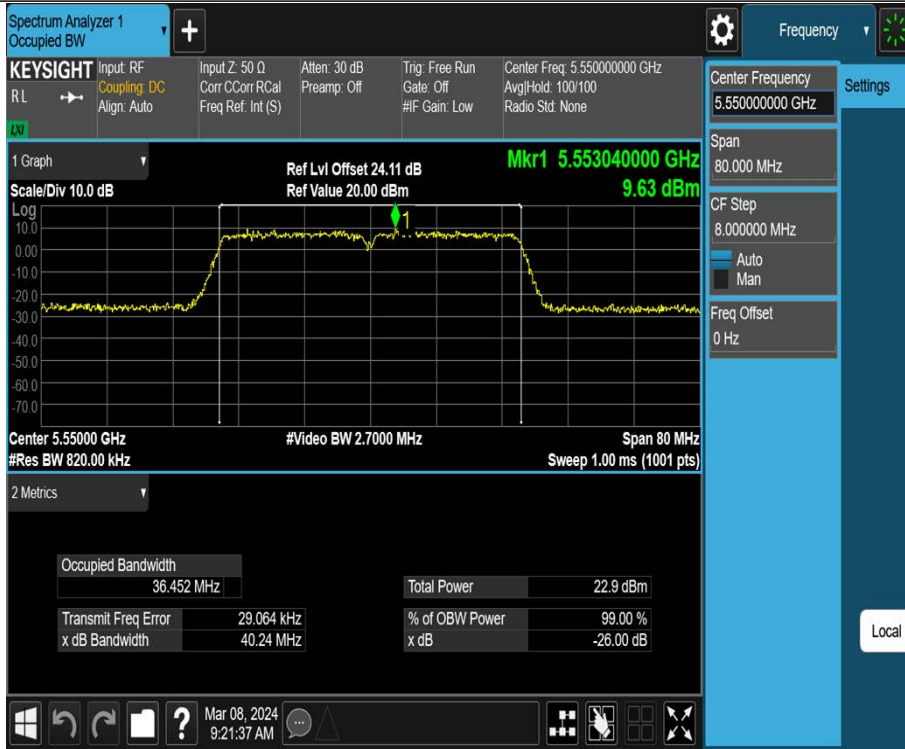 Spectrum Analyzer 1
Occupied BW
+
Frequency
KEYSIGHT
RL
LXI
Input: RF
Coupling: DC
Align: Auto
Input Z: 50 Ω
Corr CCorr RCal
Freq Ref: Int (S)
Atten: 30 dB
Preamp: Off
Trig: Free Run
Gate: Off
#IF Gain: Low
Center Freq: 5.550000000 GHz
Avg|Hold: 100/100
Radio Std: None
Center Frequency
5.550000000 GHz
Settings
Span
80.000 MHz
CF Step
8.000000 MHz
Auto
Man
Freq Offset
0 Hz
1 Graph
Scale/Div 10.0 dB
Ref Lvl Offset 24.11 dB
Ref Value 20.00 dBm
Mkr1 5.553040000 GHz
9.63 dBm
Log
10.0
0.00
-10.0
-20.0
-30.0
-40.0
-50.0
-60.0
-70.0
1
Center 5.55000 GHz
#Video BW 2.7000 MHz
Span 80 MHz
#Res BW 820.00 kHz
Sweep 1.00 ms (1001 pts)
2 Metrics
Occupied Bandwidth
36.452 MHz
Total Power 22.9 dBm
Transmit Freq Error 29.064 kHz
% of OBW Power 99.00 %
x dB Bandwidth 40.24 MHz
x dB -26.00 dB
Local
?
Mar 08, 2024
9:21:37 AM